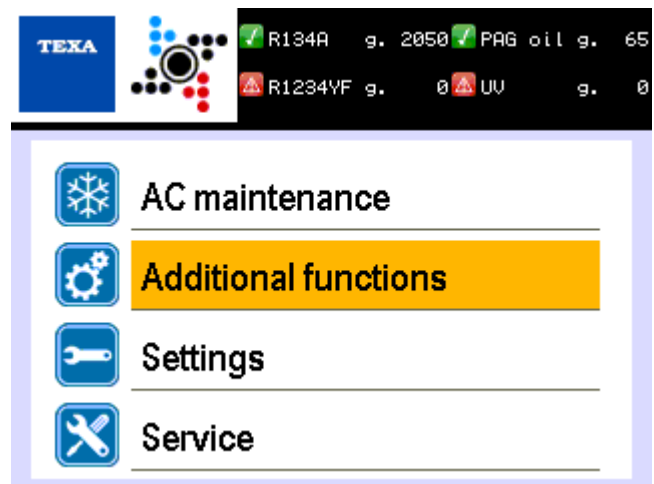 TEXA
R134A g. 2050 PAG oil g. 65
R1234YF g. 0 UV g. 0
AC maintenance
Additional functions
Settings
Service